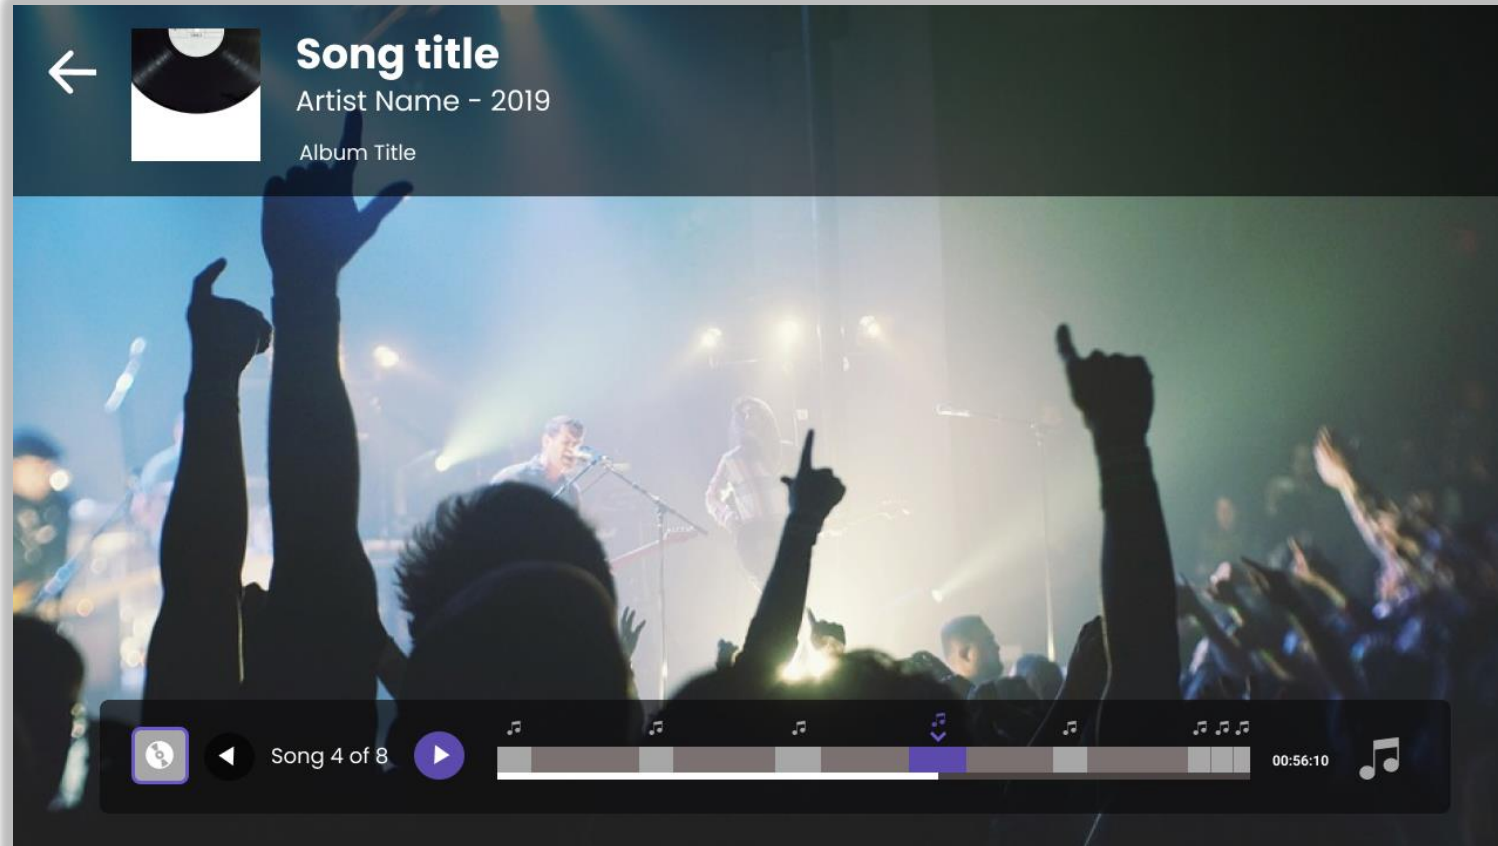 Song title
Artist Name - 2019
Album Title
Song 4 of 8
00:56:10